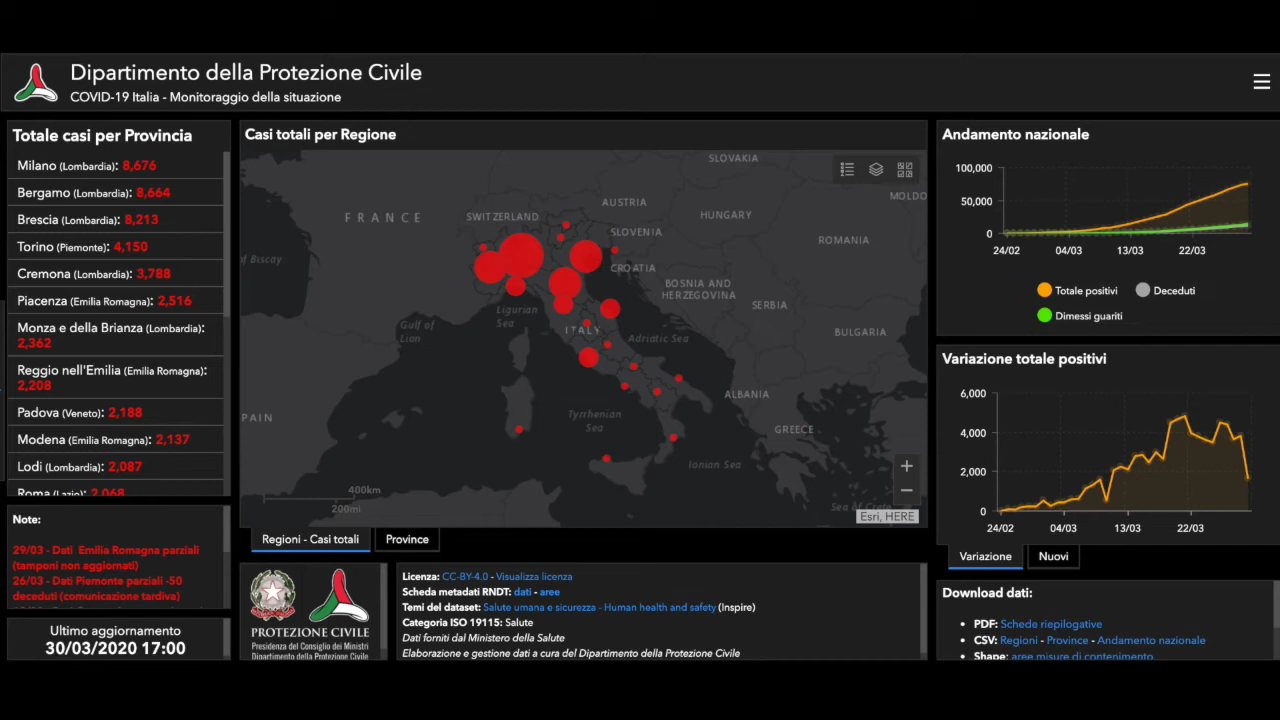 Dipartimento della Protezione Civile
COVID-19 Italia - Monitoraggio della situazione
Totale casi per Provincia
Milano (Lombardia): 8,676
Bergamo (Lombardia): 8,664
Brescia (Lombardia): 8,213
Torino (Piemonte): 4,150
Cremona (Lombardia): 3,788
Piacenza (Emilia Romagna): 2,516
Monza e della Brianza (Lombardia):
2,362
Reggio nell'Emilia (Emilia Romagna):
2,208
Padova (Veneto): 2,188
Modena (Emilia Romagna): 2,137
Lodi (Lombardia): 2,087
Roma (Lazio): 2,068
Note:
29/03 - Dati Emilia Romagna parziali
(tamponi non aggiornati)
26/03 - Dati Piemonte parziali -50
deceduti (comunicazione tardiva)
Ultimo aggiornamento
30/03/2020 17:00
Casi totali per Regione
SLOVAKIA
MOLDO
AUSTRIA
FRANCE
SWITZERLAND
HUNGARY
SLOVENIA
ROMANIA
of Biscay
CROATIA
BOSNIA AND
HERZEGOVINA
SERBIA
Ligurian
Sea
Gulf of
Lion
ITALY
Adriatic Sea
BULGARIA
ALBANIA
PAIN
Tyrrhenian
Sea
GREECE
Ionian Sea
+
−
400km
200mi
Sea of Crete
Esri, HERE
Regioni - Casi totali
Province
PROTEZIONE CIVILE
Presidenza del Consiglio dei Ministri
Dipartimento della Protezione Civile
Licenza: CC-BY-4.0 - Visualizza licenza
Scheda metadati RNDT: dati - aree
Temi del dataset: Salute umana e sicurezza - Human health and safety (Inspire)
Categoria ISO 19115: Salute
Dati forniti dal Ministero della Salute
Elaborazione e gestione dati a cura del Dipartimento della Protezione Civile
Andamento nazionale
100,000
50,000
0
24/02 04/03 13/03 22/03
Totale positivi
Deceduti
Dimessi guariti
Variazione totale positivi
6,000
4,000
2,000
0
24/02 04/03 13/03 22/03
Variazione
Nuovi
Download dati:
• PDF: Schede riepilogative
• CSV: Regioni - Province - Andamento nazionale
• Shape: aree misure di contenimento